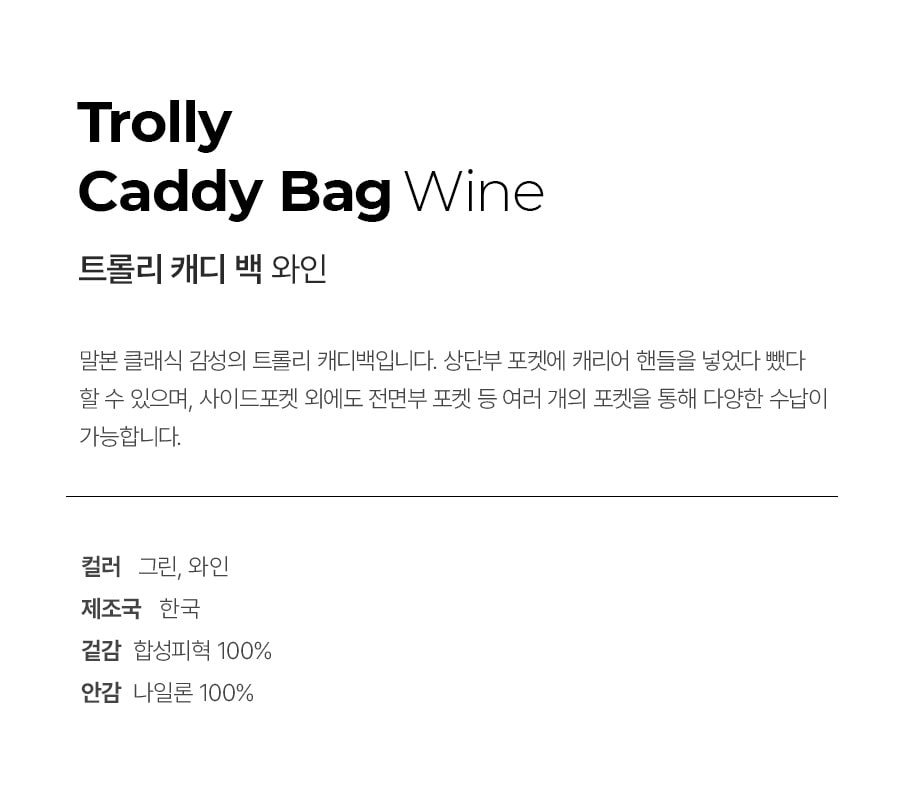 Trolly
Caddy Bag Wine
트롤리 캐디 백 와인
말본 클래식 감성의 트롤리 캐디백입니다. 상단부 포켓에 캐리어 핸들을 넣었다 뺐다
할 수 있으며, 사이드포켓 외에도 전면부 포켓 등 여러 개의 포켓을 통해 다양한 수납이
가능합니다.
컬러 그린, 와인
제조국 한국
겉감 합성피혁 100%
안감 나일론 100%